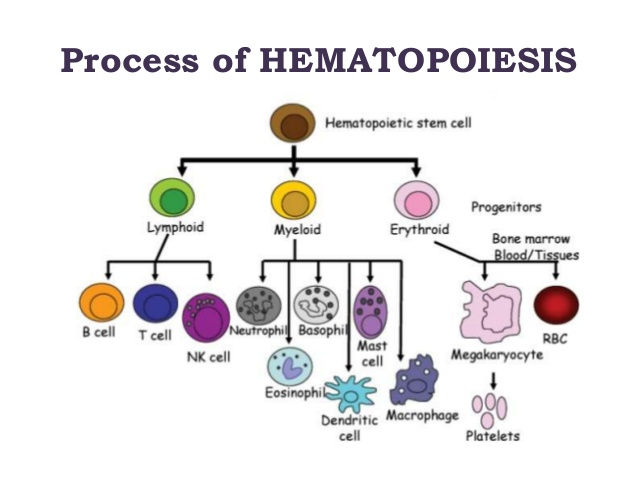 Process of HEMATOPOIESIS
Hematopoietic stem cell
Lymphoid
Myeloid
Erythroid
Progenitors
Bone marrow
Blood/Tissues
B cell
T cell
NK cell
Neutrophil
Basophil
Mast
cell
Eosinophil
Dendritic
cell
Macrophage
Megakaryocyte
RBC
Platelets